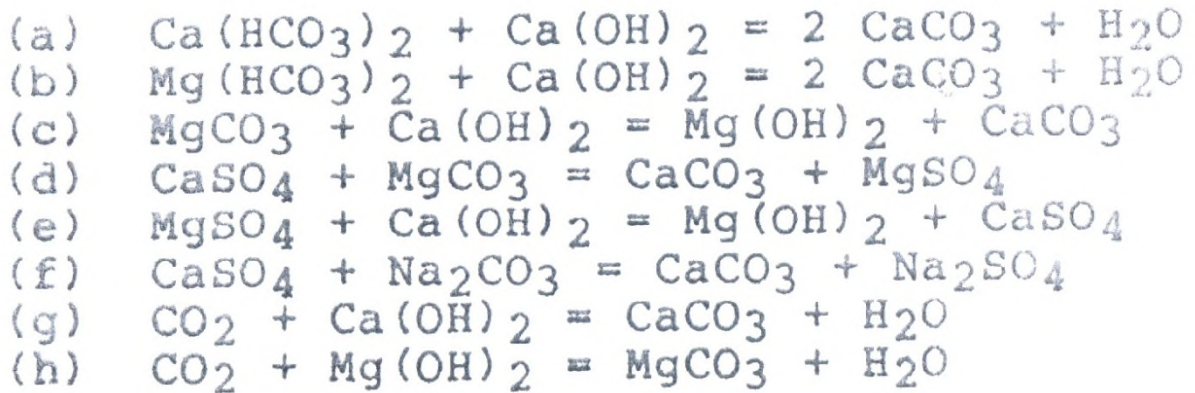 (a) Ca(HCO3)2 + Ca(OH)2 = 2 CaCO3 + H2O
(b) Mg(HCO3)2 + Ca(OH)2 = 2 CaCO3 + H2O
(c) MgCO3 + Ca(OH)2 = Mg(OH)2 + CaCO3
(d) CaSO4 + MgCO3 = CaCO3 + MgSO4
(e) MgSO4 + Ca(OH)2 = Mg(OH)2 + CaSO4
(f) CaSO4 + Na2CO3 = CaCO3 + Na2SO4
(g) CO2 + Ca(OH)2 = CaCO3 + H2O
(h) CO2 + Mg(OH)2 = MgCO3 + H2O